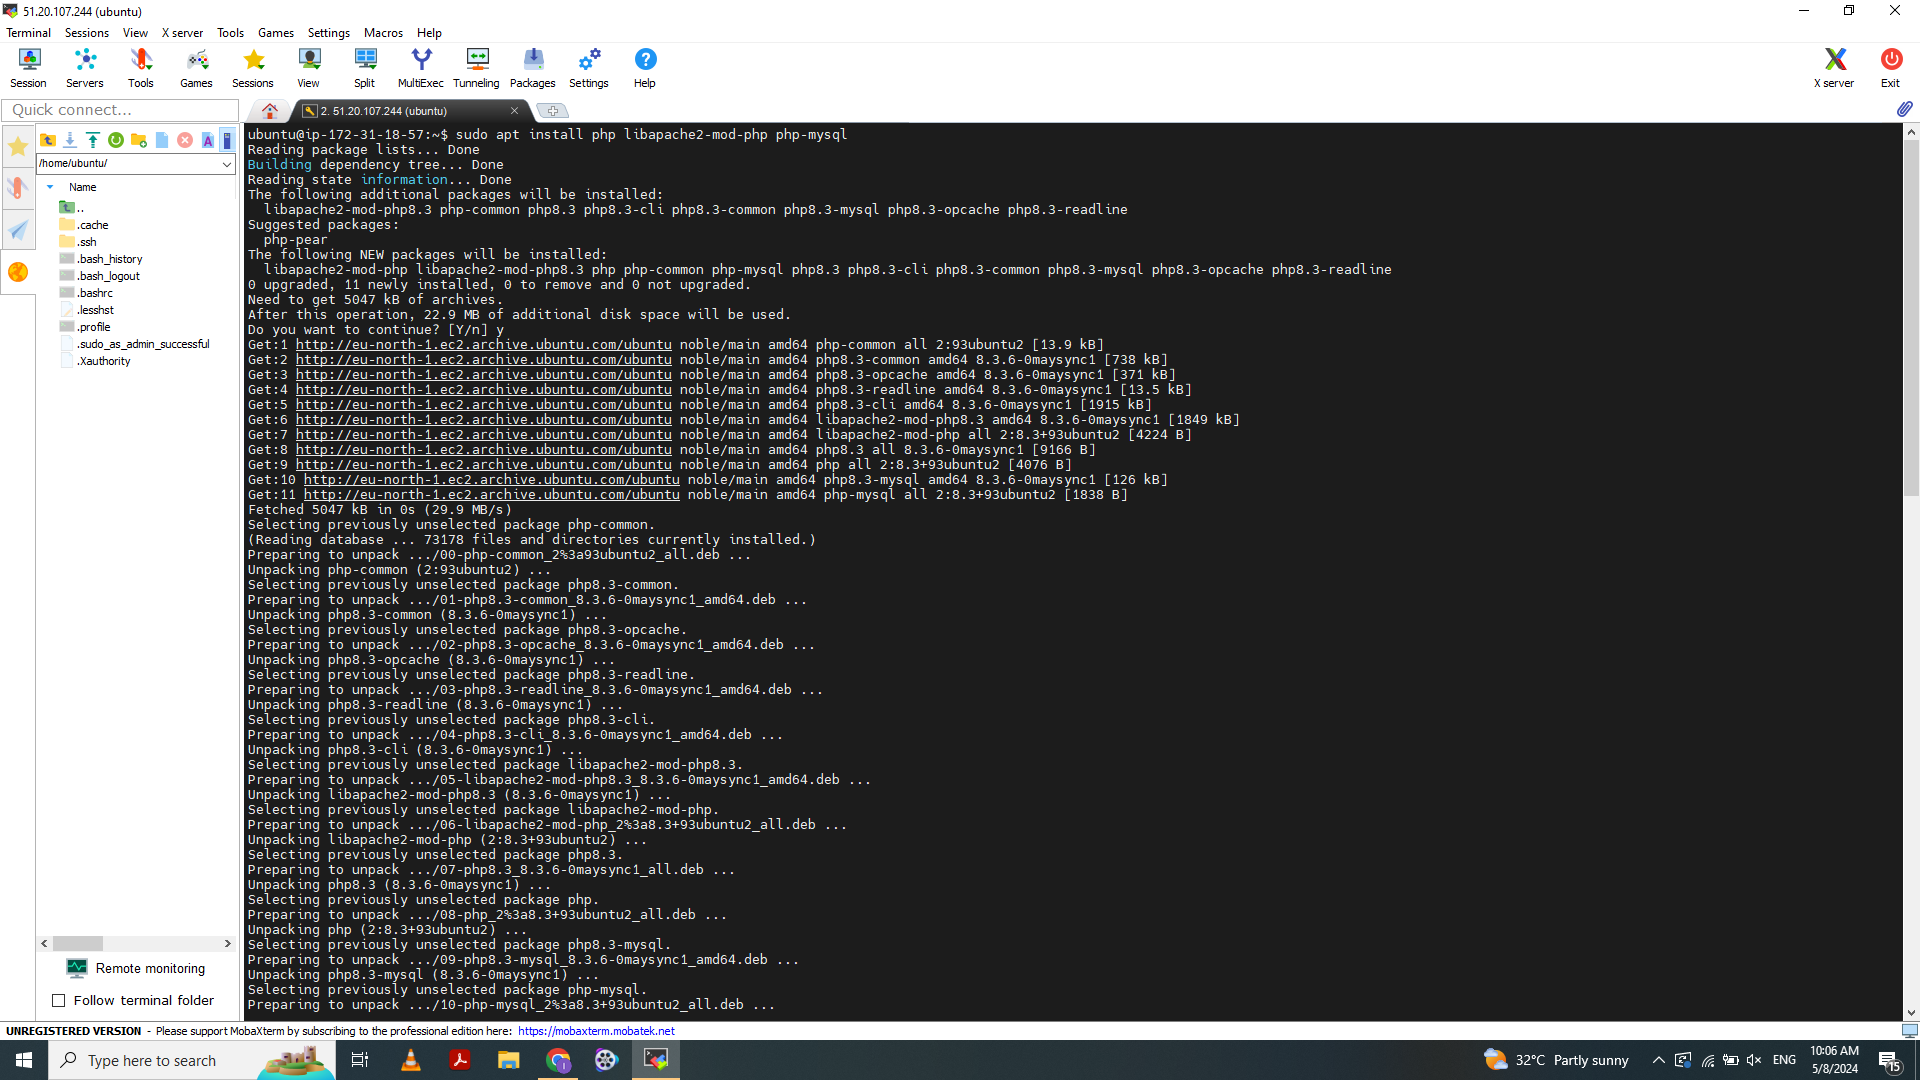 51.20.107.244 (ubuntu)
Terminal Sessions View X server Tools Games Settings Macros Help
Session Servers Tools Games Sessions View Split MultiExec Tunneling Packages Settings Help X server Exit
Quick connect...
2. 51.20.107.244 (ubuntu)
/home/ubuntu/
Name
..
.cache
.ssh
.bash_history
.bash_logout
.bashrc
.lesshst
.profile
.sudo_as_admin_successful
.Xauthority
Remote monitoring
Follow terminal folder
ubuntu@ip-172-31-18-57:~$ sudo apt install php libapache2-mod-php php-mysql
Reading package lists... Done
Building dependency tree... Done
Reading state information... Done
The following additional packages will be installed:
libapache2-mod-php8.3 php-common php8.3 php8.3-cli php8.3-common php8.3-mysql php8.3-opcache php8.3-readline
Suggested packages:
php-pear
The following NEW packages will be installed:
libapache2-mod-php libapache2-mod-php8.3 php php-common php-mysql php8.3 php8.3-cli php8.3-common php8.3-mysql php8.3-opcache php8.3-readline
0 upgraded, 11 newly installed, 0 to remove and 0 not upgraded.
Need to get 5047 kB of archives.
After this operation, 22.9 MB of additional disk space will be used.
Do you want to continue? [Y/n] y
Get:1 http://eu-north-1.ec2.archive.ubuntu.com/ubuntu noble/main amd64 php-common all 2:93ubuntu2 [13.9 kB]
Get:2 http://eu-north-1.ec2.archive.ubuntu.com/ubuntu noble/main amd64 php8.3-common amd64 8.3.6-0maysync1 [738 kB]
Get:3 http://eu-north-1.ec2.archive.ubuntu.com/ubuntu noble/main amd64 php8.3-opcache amd64 8.3.6-0maysync1 [371 kB]
Get:4 http://eu-north-1.ec2.archive.ubuntu.com/ubuntu noble/main amd64 php8.3-readline amd64 8.3.6-0maysync1 [13.5 kB]
Get:5 http://eu-north-1.ec2.archive.ubuntu.com/ubuntu noble/main amd64 php8.3-cli amd64 8.3.6-0maysync1 [1915 kB]
Get:6 http://eu-north-1.ec2.archive.ubuntu.com/ubuntu noble/main amd64 libapache2-mod-php8.3 amd64 8.3.6-0maysync1 [1849 kB]
Get:7 http://eu-north-1.ec2.archive.ubuntu.com/ubuntu noble/main amd64 libapache2-mod-php all 2:8.3+93ubuntu2 [4224 B]
Get:8 http://eu-north-1.ec2.archive.ubuntu.com/ubuntu noble/main amd64 php8.3 all 8.3.6-0maysync1 [9166 B]
Get:9 http://eu-north-1.ec2.archive.ubuntu.com/ubuntu noble/main amd64 php all 2:8.3+93ubuntu2 [4076 B]
Get:10 http://eu-north-1.ec2.archive.ubuntu.com/ubuntu noble/main amd64 php8.3-mysql amd64 8.3.6-0maysync1 [126 kB]
Get:11 http://eu-north-1.ec2.archive.ubuntu.com/ubuntu noble/main amd64 php-mysql all 2:8.3+93ubuntu2 [1838 B]
Fetched 5047 kB in 0s (29.9 MB/s)
Selecting previously unselected package php-common.
(Reading database ... 73178 files and directories currently installed.)
Preparing to unpack .../00-php-common_2%3a93ubuntu2_all.deb ...
Unpacking php-common (2:93ubuntu2) ...
Selecting previously unselected package php8.3-common.
Preparing to unpack .../01-php8.3-common_8.3.6-0maysync1_amd64.deb ...
Unpacking php8.3-common (8.3.6-0maysync1) ...
Selecting previously unselected package php8.3-opcache.
Preparing to unpack .../02-php8.3-opcache_8.3.6-0maysync1_amd64.deb ...
Unpacking php8.3-opcache (8.3.6-0maysync1) ...
Selecting previously unselected package php8.3-readline.
Preparing to unpack .../03-php8.3-readline_8.3.6-0maysync1_amd64.deb ...
Unpacking php8.3-readline (8.3.6-0maysync1) ...
Selecting previously unselected package php8.3-cli.
Preparing to unpack .../04-php8.3-cli_8.3.6-0maysync1_amd64.deb ...
Unpacking php8.3-cli (8.3.6-0maysync1) ...
Selecting previously unselected package libapache2-mod-php8.3.
Preparing to unpack .../05-libapache2-mod-php8.3_8.3.6-0maysync1_amd64.deb ...
Unpacking libapache2-mod-php8.3 (8.3.6-0maysync1) ...
Selecting previously unselected package libapache2-mod-php.
Preparing to unpack .../06-libapache2-mod-php_2%3a8.3+93ubuntu2_all.deb ...
Unpacking libapache2-mod-php (2:8.3+93ubuntu2) ...
Selecting previously unselected package php8.3.
Preparing to unpack .../07-php8.3_8.3.6-0maysync1_all.deb ...
Unpacking php8.3 (8.3.6-0maysync1) ...
Selecting previously unselected package php.
Preparing to unpack .../08-php_2%3a8.3+93ubuntu2_all.deb ...
Unpacking php (2:8.3+93ubuntu2) ...
Selecting previously unselected package php8.3-mysql.
Preparing to unpack .../09-php8.3-mysql_8.3.6-0maysync1_amd64.deb ...
Unpacking php8.3-mysql (8.3.6-0maysync1) ...
Selecting previously unselected package php-mysql.
Preparing to unpack .../10-php-mysql_2%3a8.3+93ubuntu2_all.deb ...
UNREGISTERED VERSION - Please support MobaXterm by subscribing to the professional edition here: https://mobaxterm.mobatek.net
Type here to search
32°C Partly sunny
ENG
10:06 AM
5/8/2024
15